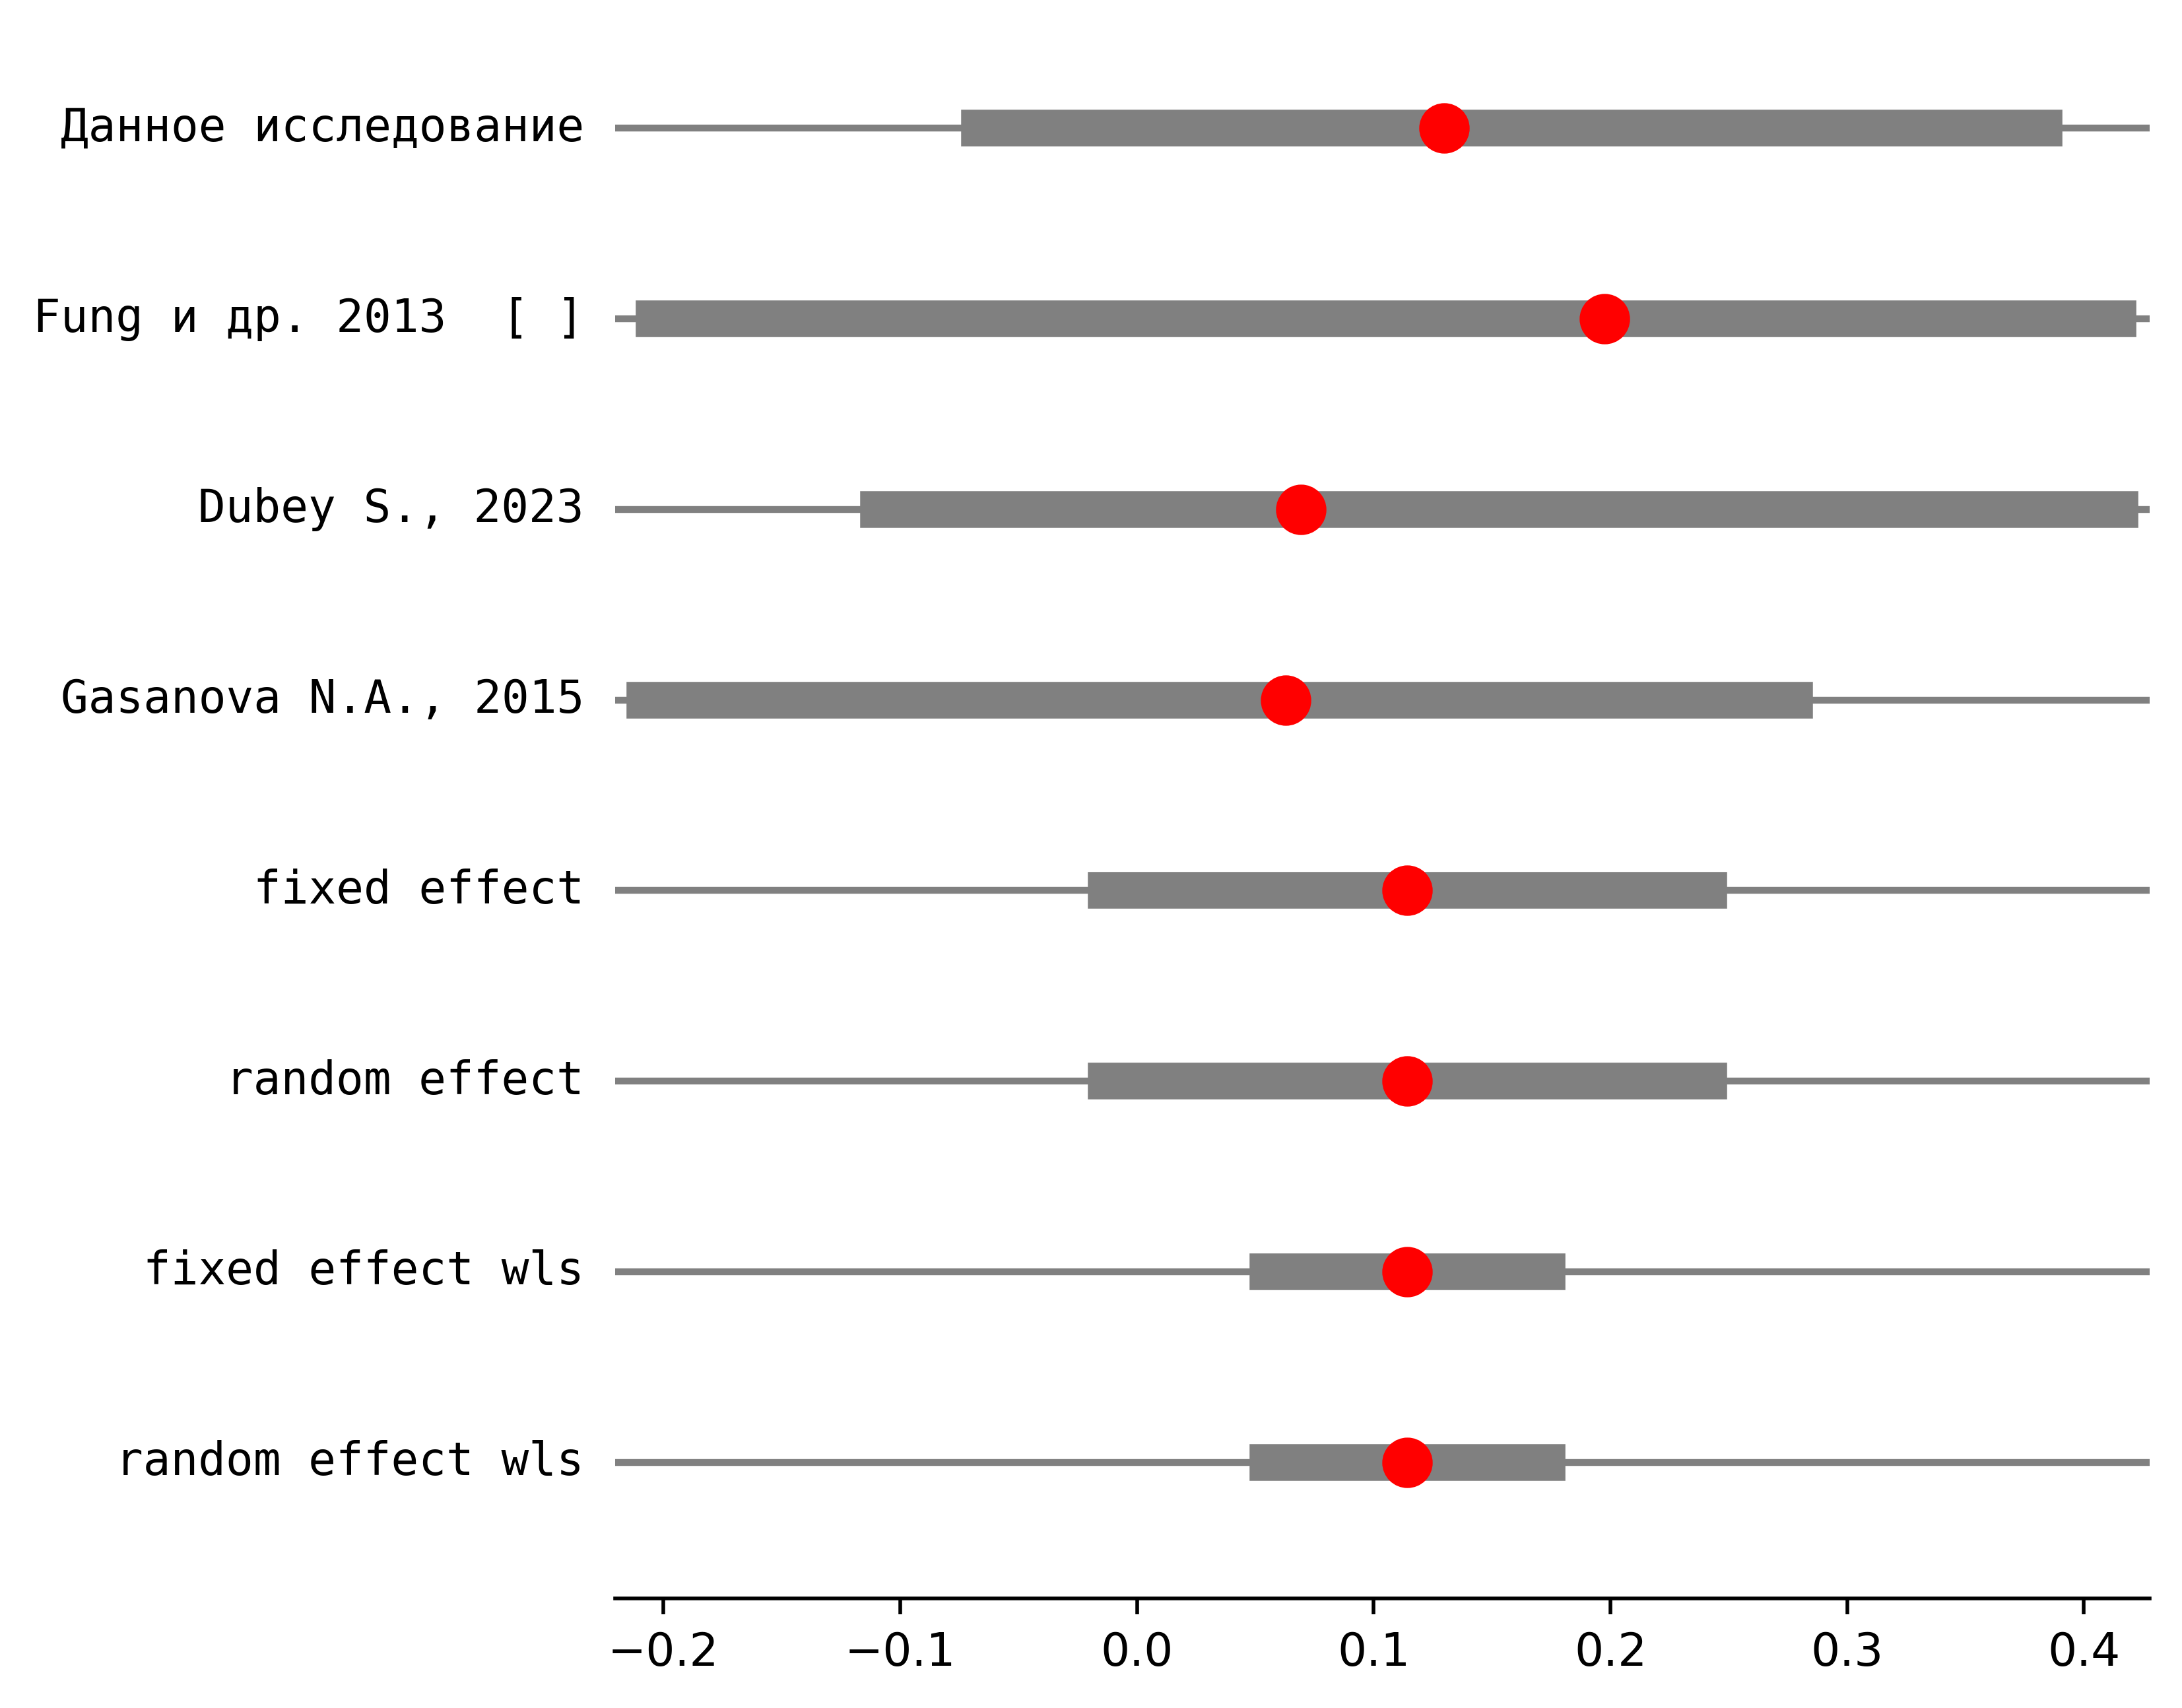 Данное исследование
Fung и др. 2013  [ ]
Dubey S., 2023
Gasanova N.A., 2015
fixed effect
random effect
fixed effect wls
random effect wls
−0.2 −0.1 0.0 0.1 0.2 0.3 0.4